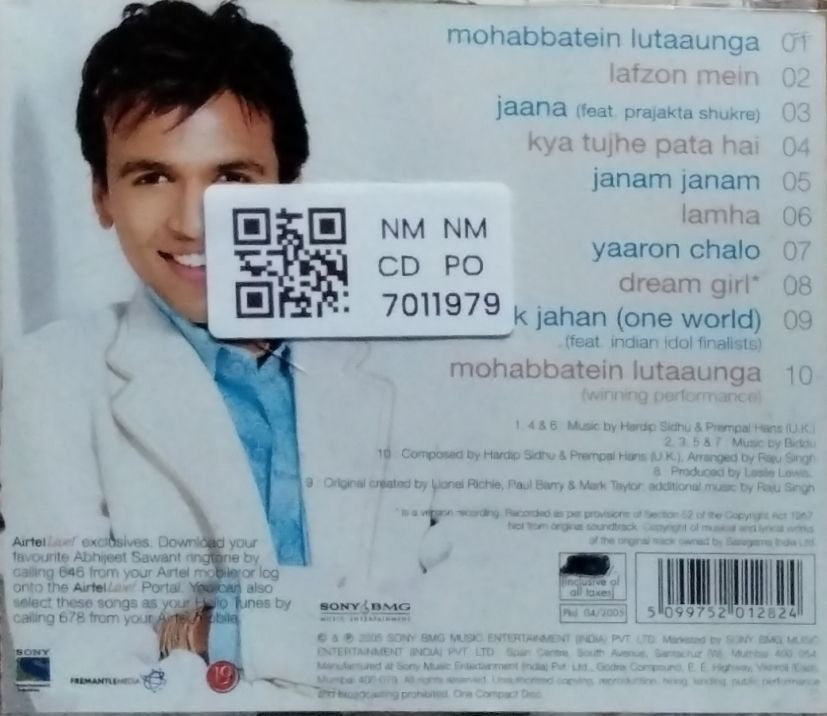 mohabbatein lutaaunga 01
lafzon mein 02
jaana (feat. prajakta shukre) 03
kya tujhe pata hai 04
janam janam 05
lamha 06
yaaron chalo 07
dream girl* 08
k jahan (one world) 09
(feat. indian idol finalists)
mohabbatein lutaaunga 10
(winning performance)
NM NM
CD PO
7011979
1, 4 & 6 Music by Hardip Sidhu & Prempal Hans (U.K.)
2, 3, 5 & 7 Music by Biddu
10 Composed by Hardip Sidhu & Prempal Hans (U.K.), Arranged by Raju Singh
8 Produced by Lesle Lewis
9 Original created by Lionel Richie, Paul Barry & Mark Taylor, additional music by Raju Singh
* is a version recording. Recorded as per provisions of Section 52 of the Copyright Act 1957.
Not from original soundtrack. Copyright of musical and lyrical works
of the original track owned by Saregama India Ltd.
Airtel Live! exclusives. Download your
favourite Abhijeet Sawant ringtone by
calling 646 from your Airtel mobile or log
onto the Airtel Live! Portal. You can also
select these songs as your Hello Tunes by
calling 678 from your Airtel mobile.
(inclusive of
all taxes)
Pkd. 04/2005
5 099752 012824
SONY BMG
MUSIC ENTERTAINMENT
© & ℗ 2005 SONY BMG MUSIC ENTERTAINMENT (INDIA) PVT. LTD. Marketed by SONY BMG MUSIC
ENTERTAINMENT (INDIA) PVT. LTD. Span Centre, South Avenue, Santacruz (W), Mumbai 400 054.
Manufactured at Sony Music Entertainment (India) Pvt. Ltd., Godrej Compound, E. E. Highway, Vikhroli (East),
Mumbai 400 079. All rights reserved. Unauthorised copying, reproduction, hiring, lending, public performance
and broadcasting prohibited. One Compact Disc.
SONY
FREMANTLEMEDIA
19